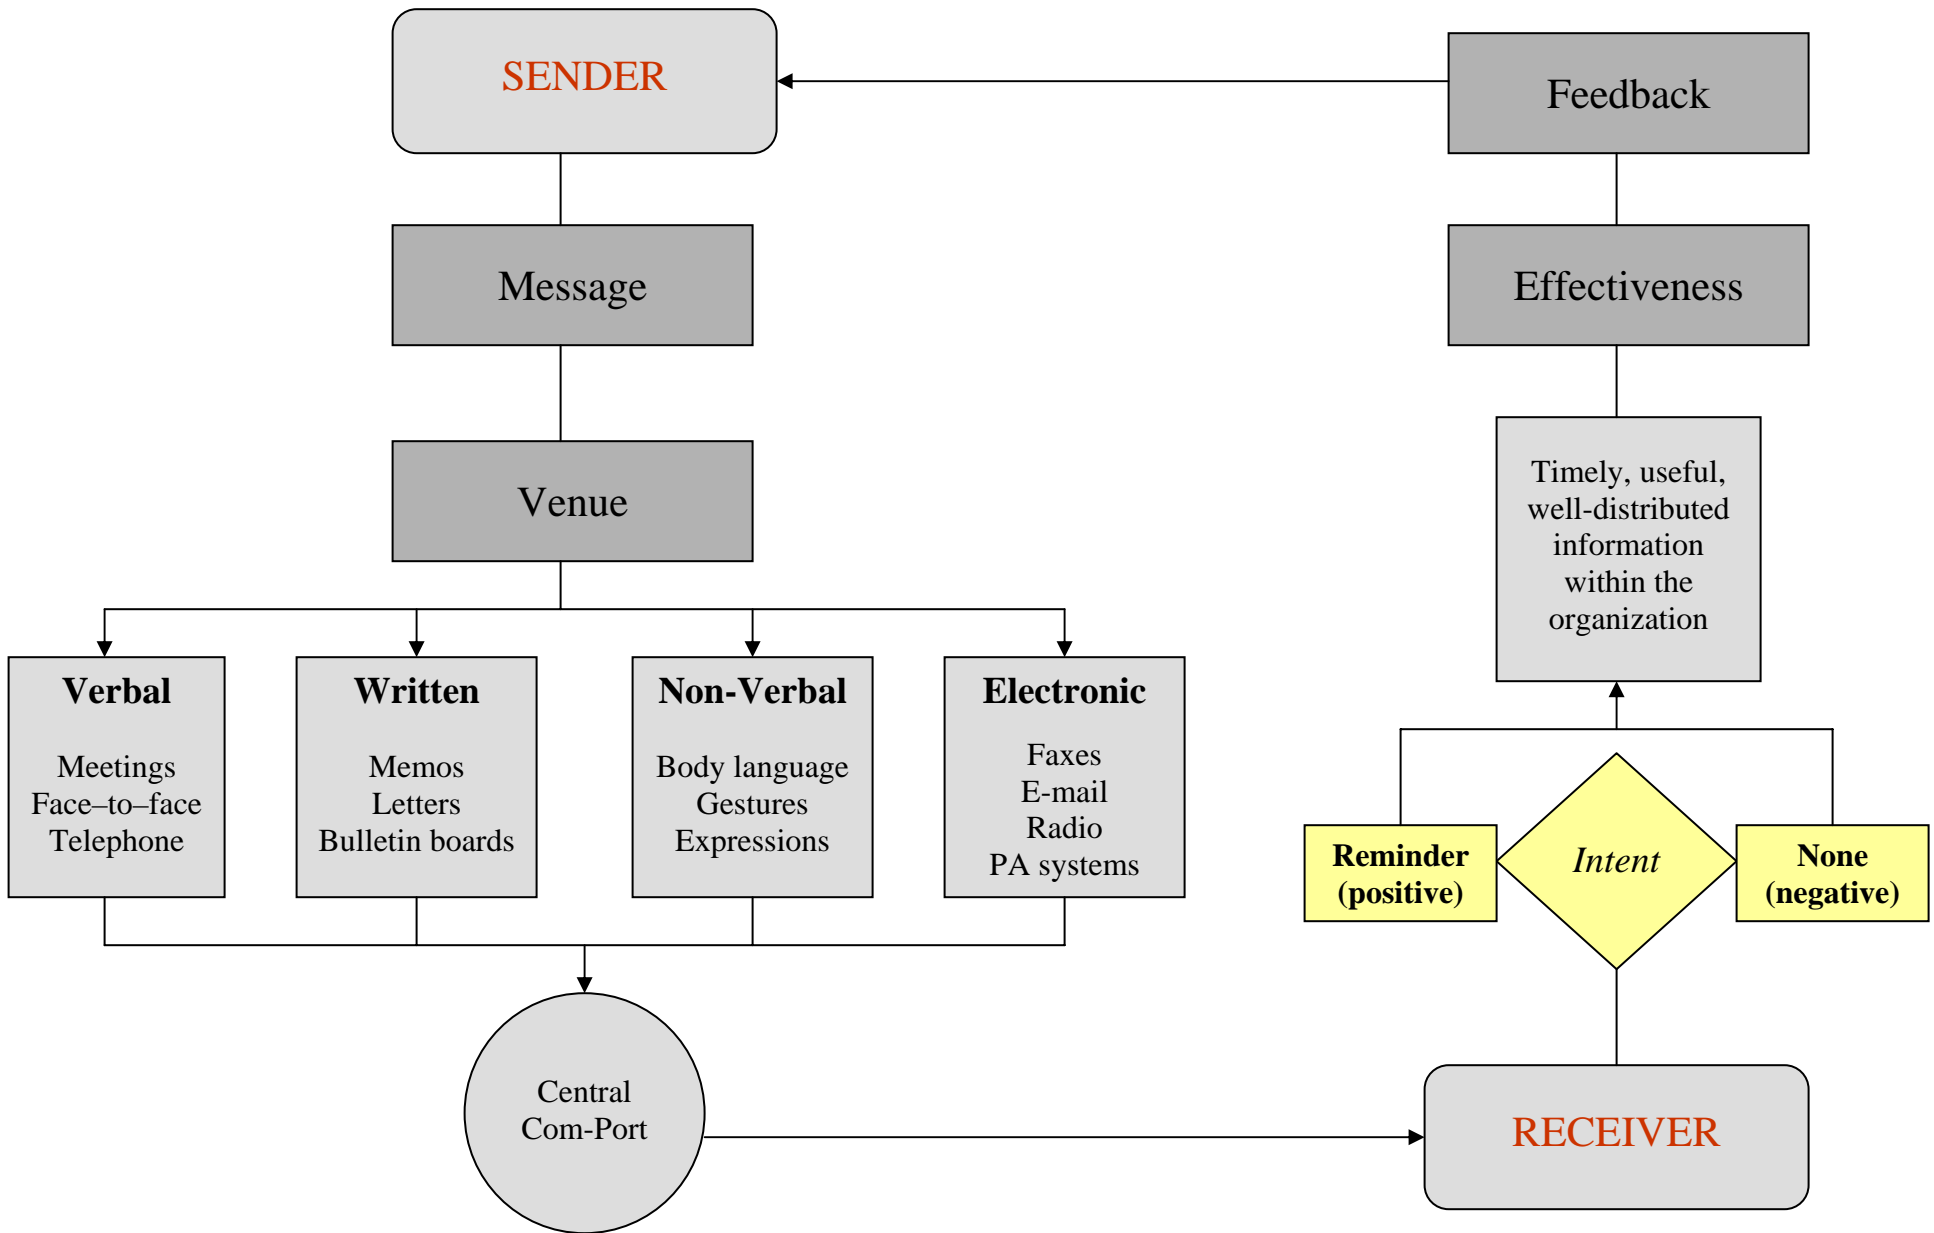 SENDER
Message
Venue
Verbal
Meetings
Face–to–face
Telephone
Written
Memos
Letters
Bulletin boards
Non-Verbal
Body language
Gestures
Expressions
Electronic
Faxes
E-mail
Radio
PA systems
Central
Com-Port
Feedback
Effectiveness
Timely, useful,
well-distributed
information
within the
organization
Reminder
(positive)
Intent
None
(negative)
RECEIVER